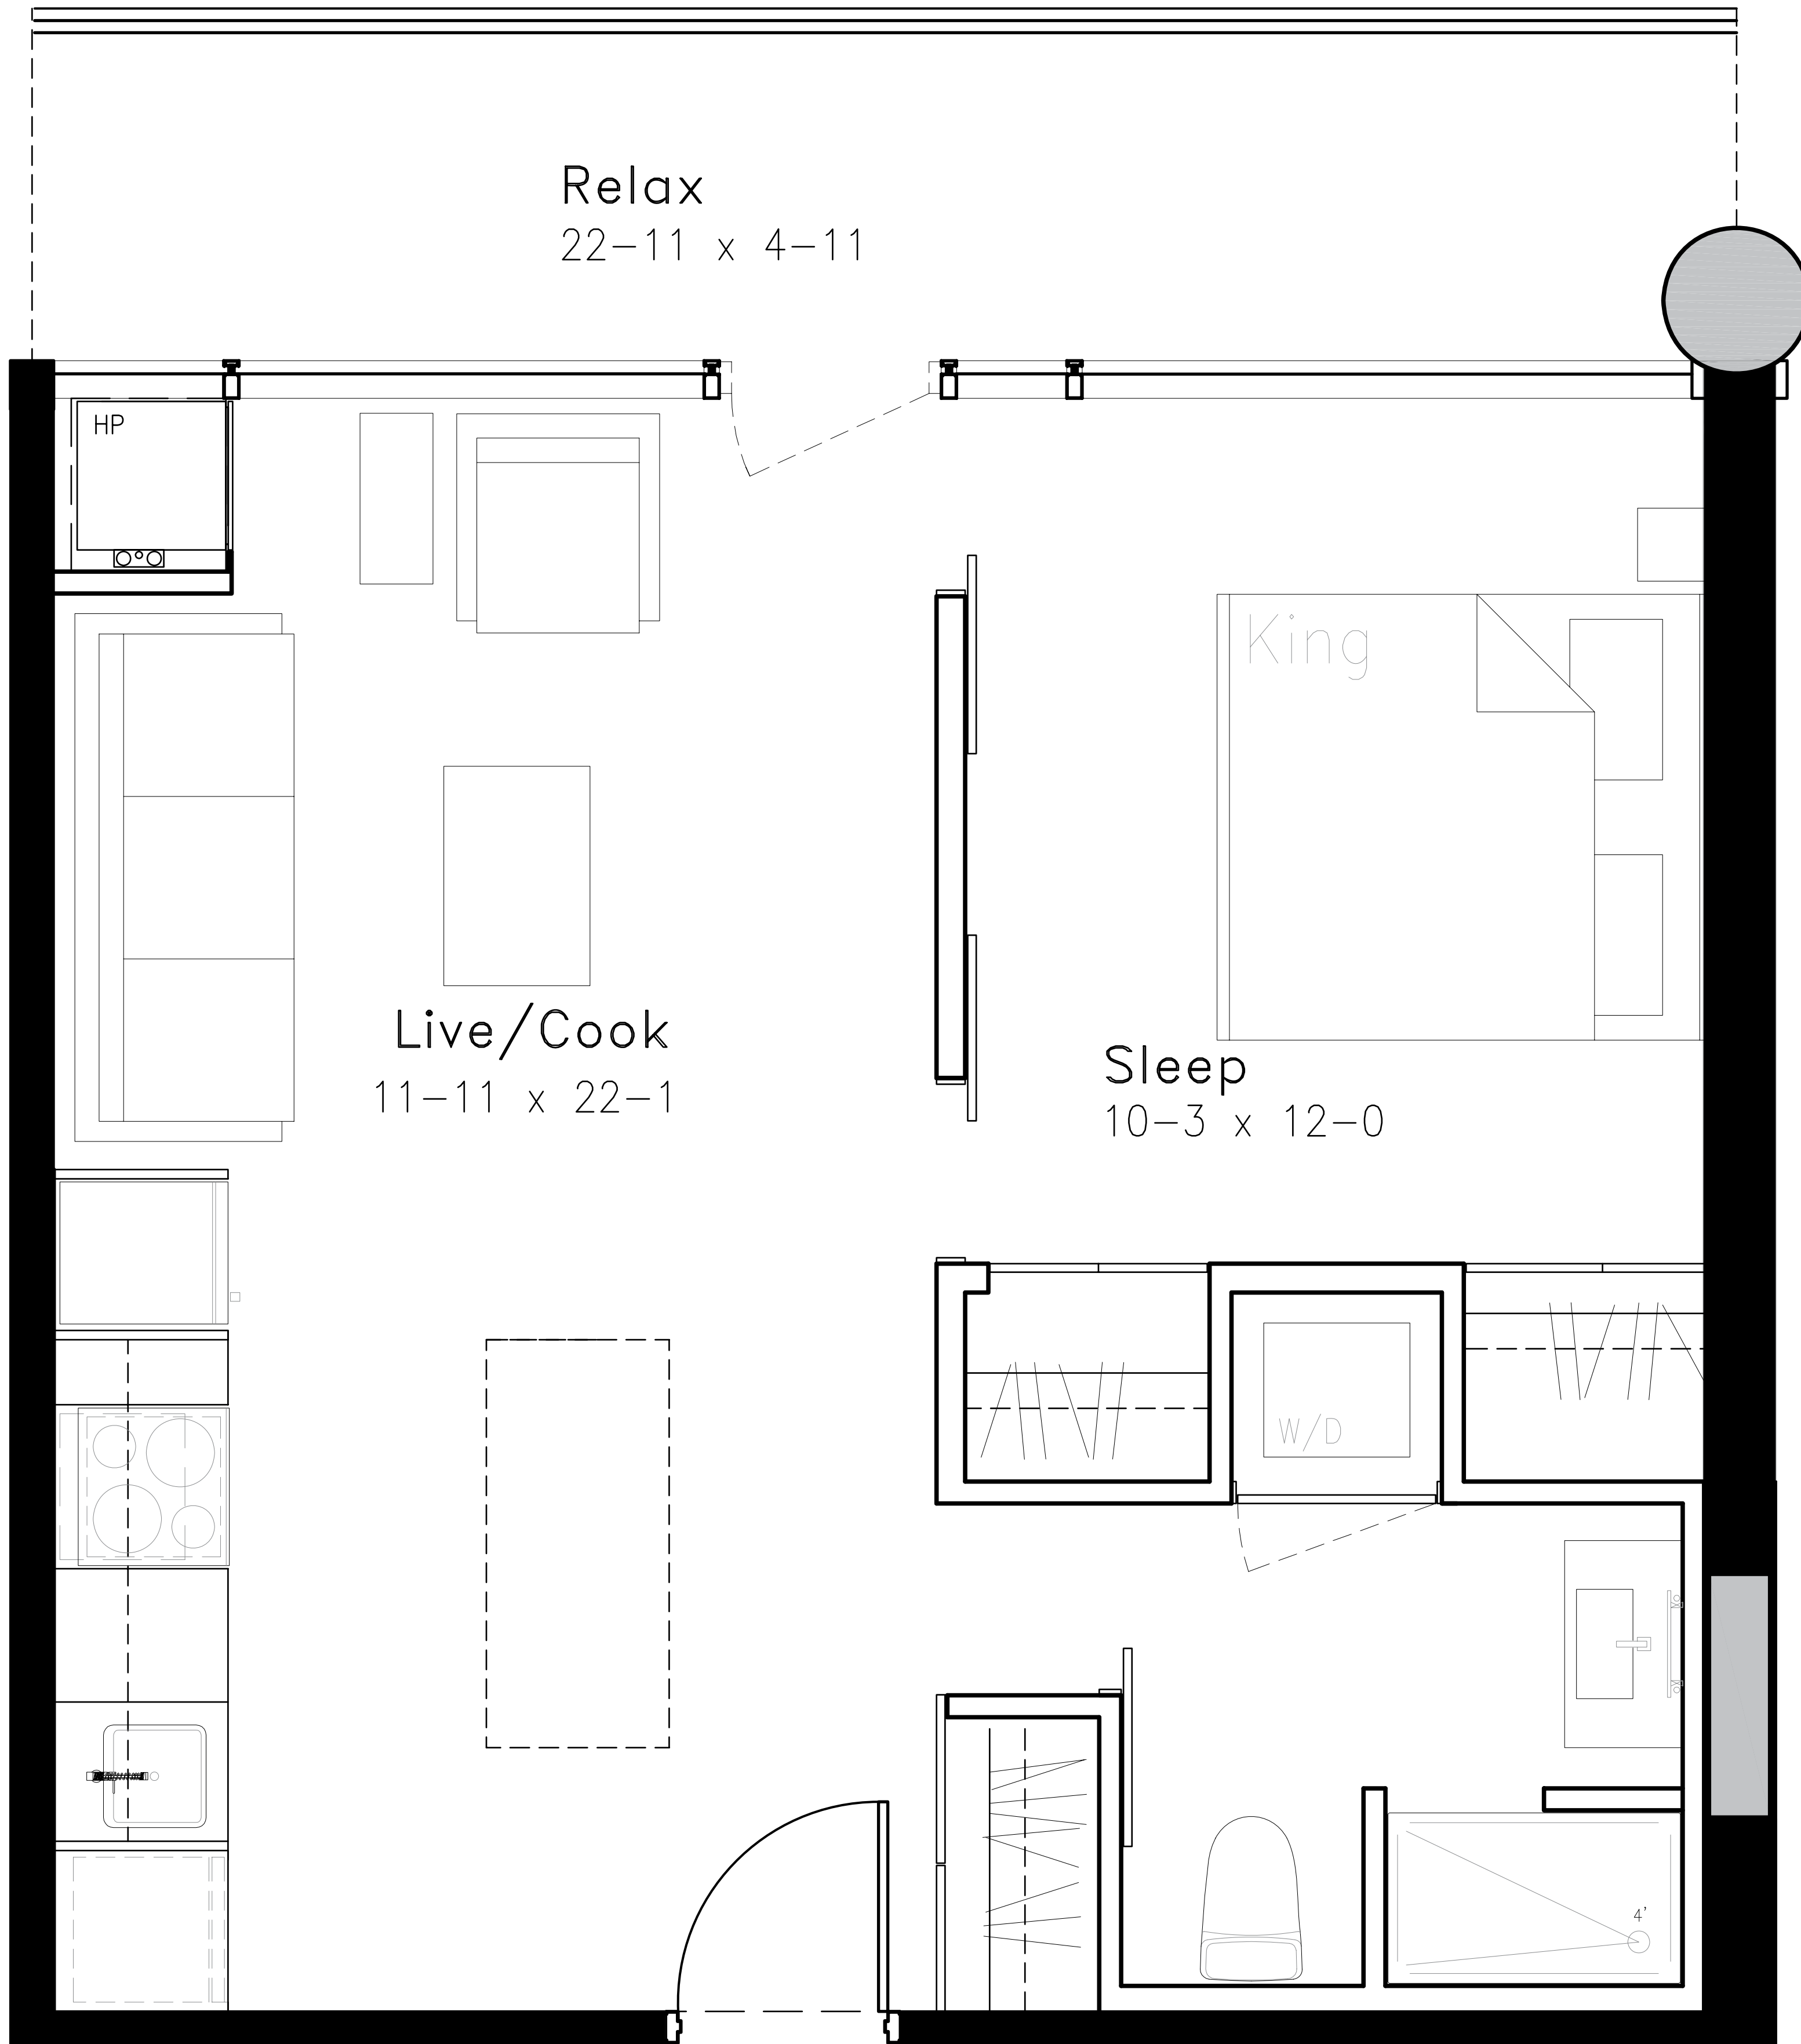 Relax
22-11 x 4-11
HP
King
Live/Cook
11-11 x 22-1
Sleep
10-3 x 12-0
W/D
4'